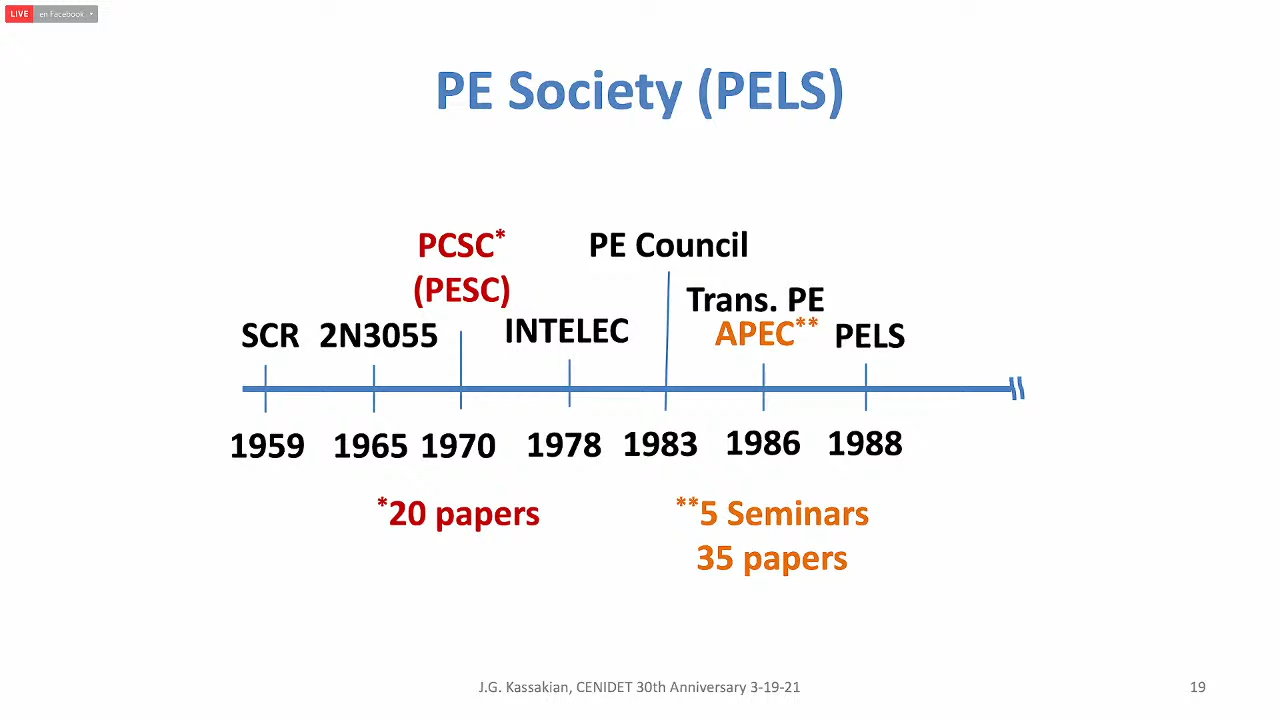 LIVE en Facebook
PE Society (PELS)
PCSC*
(PESC)
PE Council
Trans. PE
APEC**
SCR 2N3055 INTELEC PELS
1959 1965 1970 1978 1983 1986 1988
*20 papers
**5 Seminars
35 papers
J.G. Kassakian, CENIDET 30th Anniversary 3-19-21
19